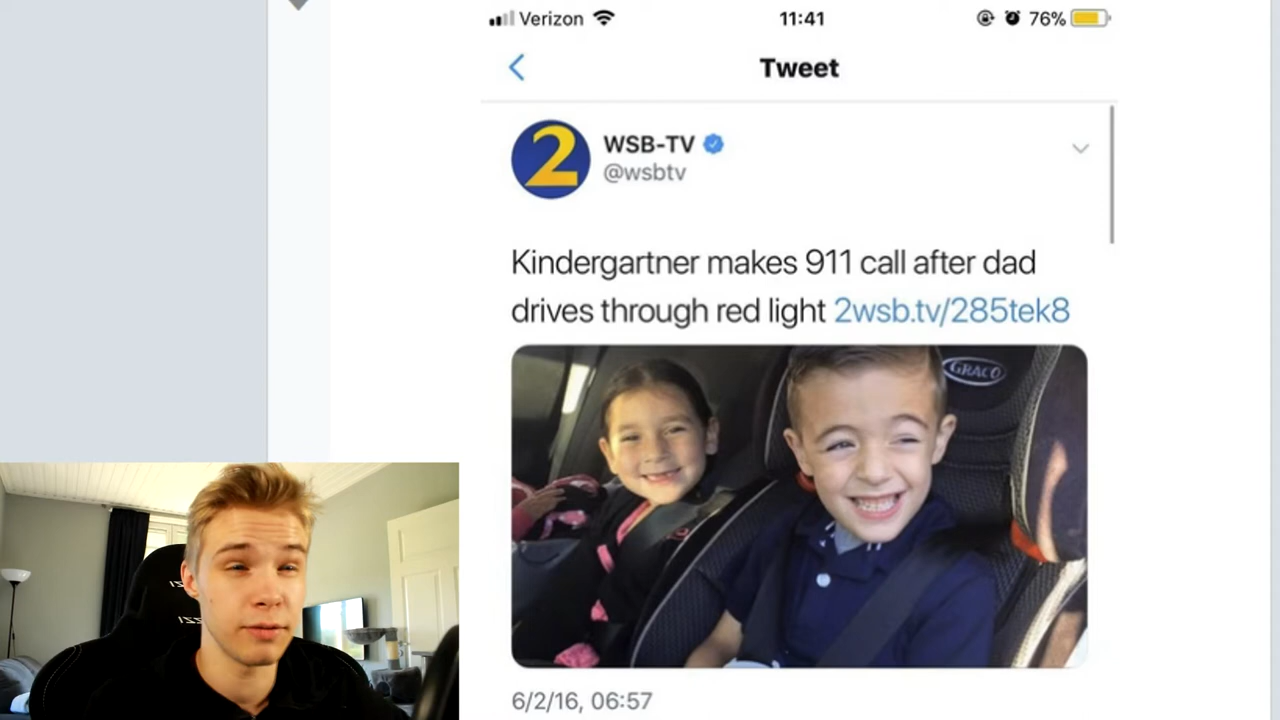 Verizon 11:41 76%
Tweet
2
WSB-TV
@wsbtv
Kindergartner makes 911 call after dad
drives through red light 2wsb.tv/285tek8
GRACO
6/2/16, 06:57